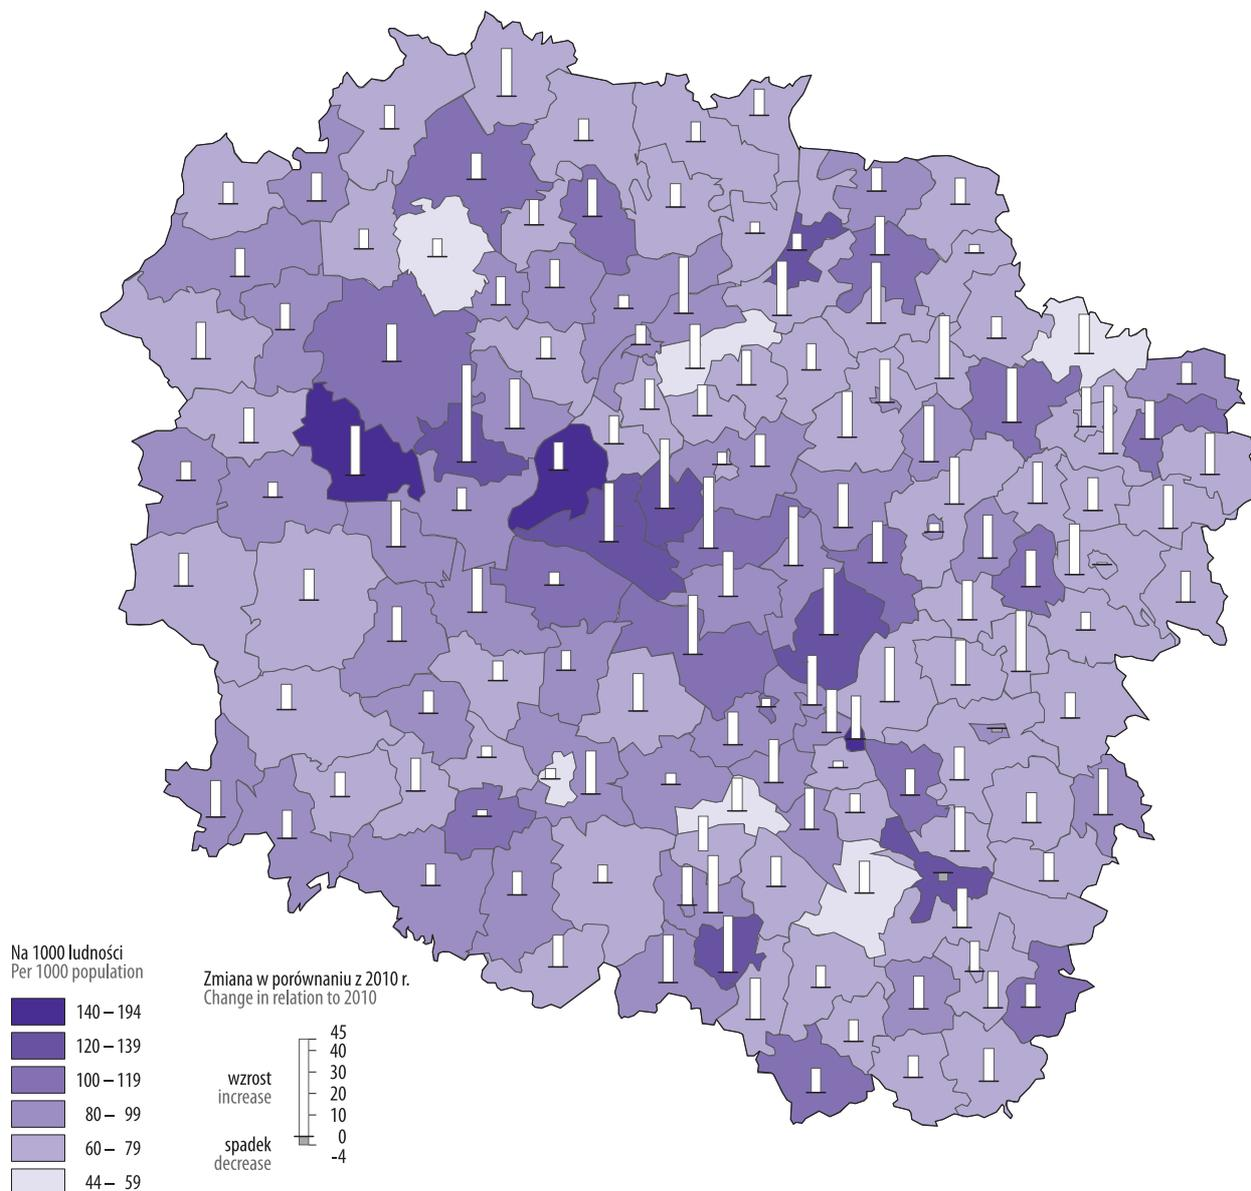 Na 1000 ludności
Per 1000 population
140 – 194
120 – 139
100 – 119
80 – 99
60 – 79
44 – 59
Zmiana w porównaniu z 2010 r.
Change in relation to 2010
wzrost
increase
spadek
decrease
45
40
30
20
10
0
-4